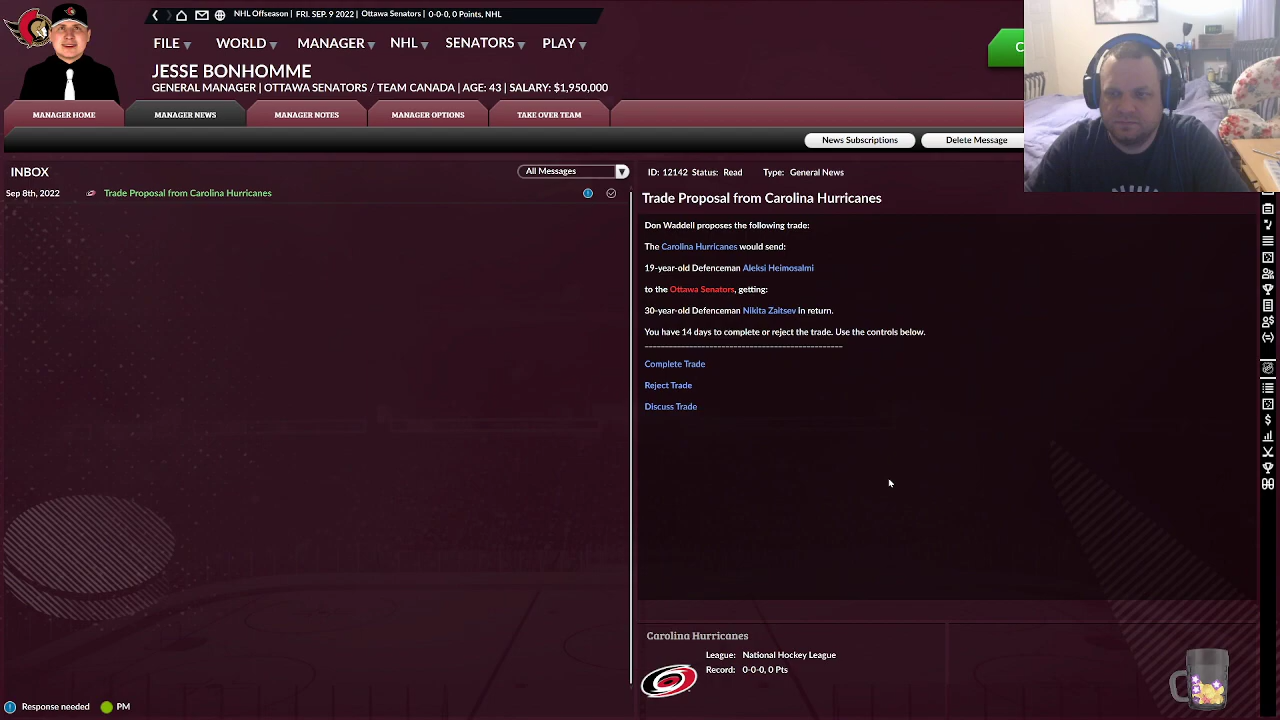 NHL Offseason | FRI. SEP. 9 2022 | Ottawa Senators | 0-0-0, 0 Points, NHL
FILE WORLD MANAGER NHL SENATORS PLAY
JESSE BONHOMME
GENERAL MANAGER | OTTAWA SENATORS / TEAM CANADA | AGE: 43 | SALARY: $1,950,000
MANAGER HOME MANAGER NEWS MANAGER NOTES MANAGER OPTIONS TAKE OVER TEAM
News Subscriptions Delete Message
INBOX All Messages
Sep 8th, 2022 Trade Proposal from Carolina Hurricanes
ID: 12142 Status: Read Type: General News
Trade Proposal from Carolina Hurricanes
Don Waddell proposes the following trade:
The Carolina Hurricanes would send:
19-year-old Defenceman Aleksi Heimosalmi
to the Ottawa Senators, getting:
30-year-old Defenceman Nikita Zaitsev in return.
You have 14 days to complete or reject the trade. Use the controls below.
Complete Trade
Reject Trade
Discuss Trade
Carolina Hurricanes
League: National Hockey League
Record: 0-0-0, 0 Pts
Response needed PM